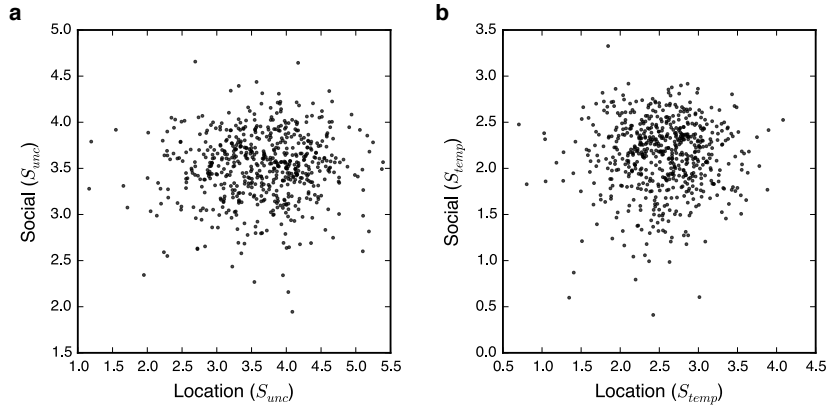 a
5.0
4.5
4.0
3.5
3.0
2.5
2.0
1.5
Social (S_unc)
1.0 1.5 2.0 2.5 3.0 3.5 4.0 4.5 5.0 5.5
Location (S_unc)
b
3.5
3.0
2.5
2.0
1.5
1.0
0.5
0.0
Social (S_temp)
0.5 1.0 1.5 2.0 2.5 3.0 3.5 4.0 4.5
Location (S_temp)